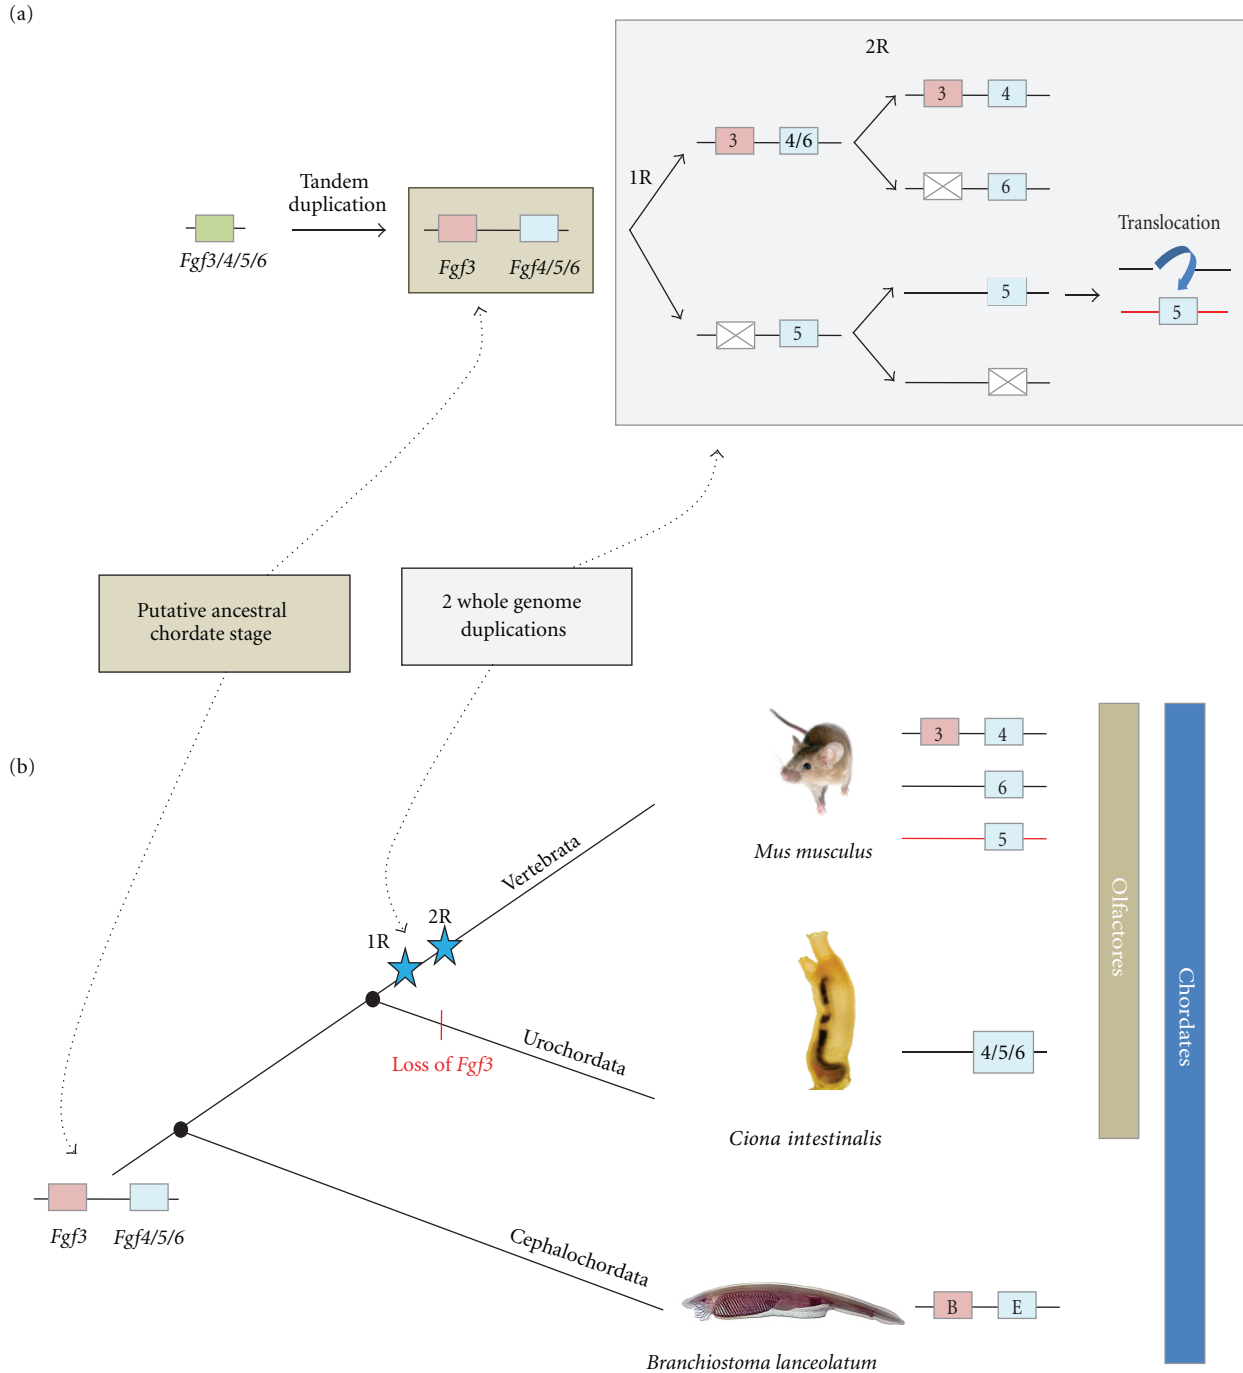 (a)
2R
3 4
3 4/6
1R
6
Tandem
duplication
Translocation
Fgf3/4/5/6
Fgf3 Fgf4/5/6
5
5
5
Putative ancestral
chordate stage
2 whole genome
duplications
(b)
3 4
6
5
Mus musculus
Vertebrata
2R
1R
Olfactores
Chordates
Urochordata
Loss of Fgf3
4/5/6
Ciona intestinalis
Fgf3 Fgf4/5/6
Cephalochordata
B E
Branchiostoma lanceolatum